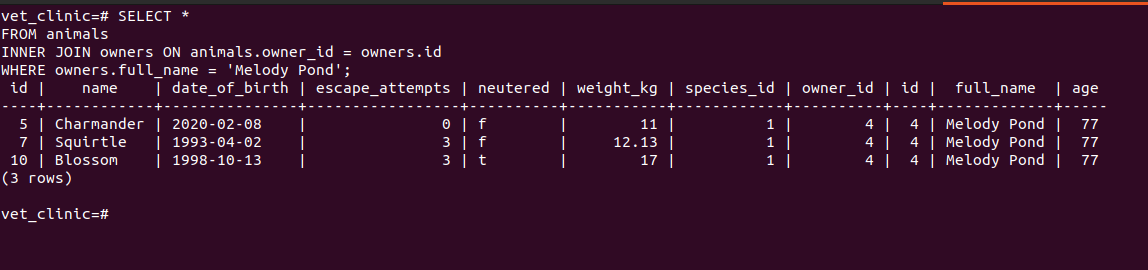 vet_clinic=# SELECT *
FROM animals
INNER JOIN owners ON animals.owner_id = owners.id
WHERE owners.full_name = 'Melody Pond';
 id |    name    | date_of_birth | escape_attempts | neutered | weight_kg | species_id | owner_id | id |  full_name  | age
----+------------+---------------+-----------------+----------+-----------+------------+----------+----+-------------+-----
  5 | Charmander | 2020-02-08    |               0 | f        |        11 |          1 |        4 |  4 | Melody Pond |  77
  7 | Squirtle   | 1993-04-02    |               3 | f        |     12.13 |          1 |        4 |  4 | Melody Pond |  77
 10 | Blossom    | 1998-10-13    |               3 | t        |        17 |          1 |        4 |  4 | Melody Pond |  77
(3 rows)

vet_clinic=#